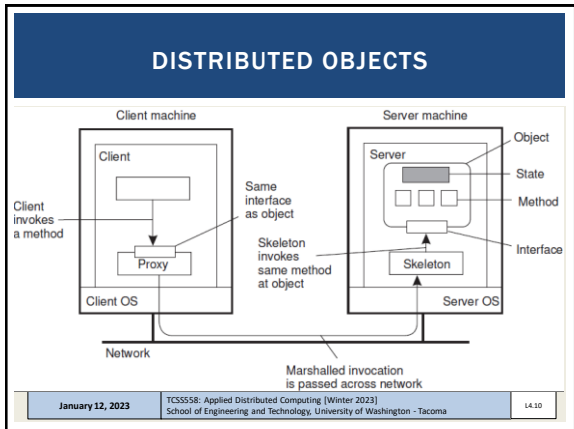 DISTRIBUTED OBJECTS
Client machine
Server machine
Client
Server
Object
State
Method
Interface
Client
invokes
a method
Same
interface
as object
Skeleton
invokes
same method
at object
Proxy
Skeleton
Client OS
Server OS
Network
Marshalled invocation
is passed across network
January 12, 2023
TCSS558: Applied Distributed Computing [Winter 2023]
School of Engineering and Technology, University of Washington - Tacoma
L4.10